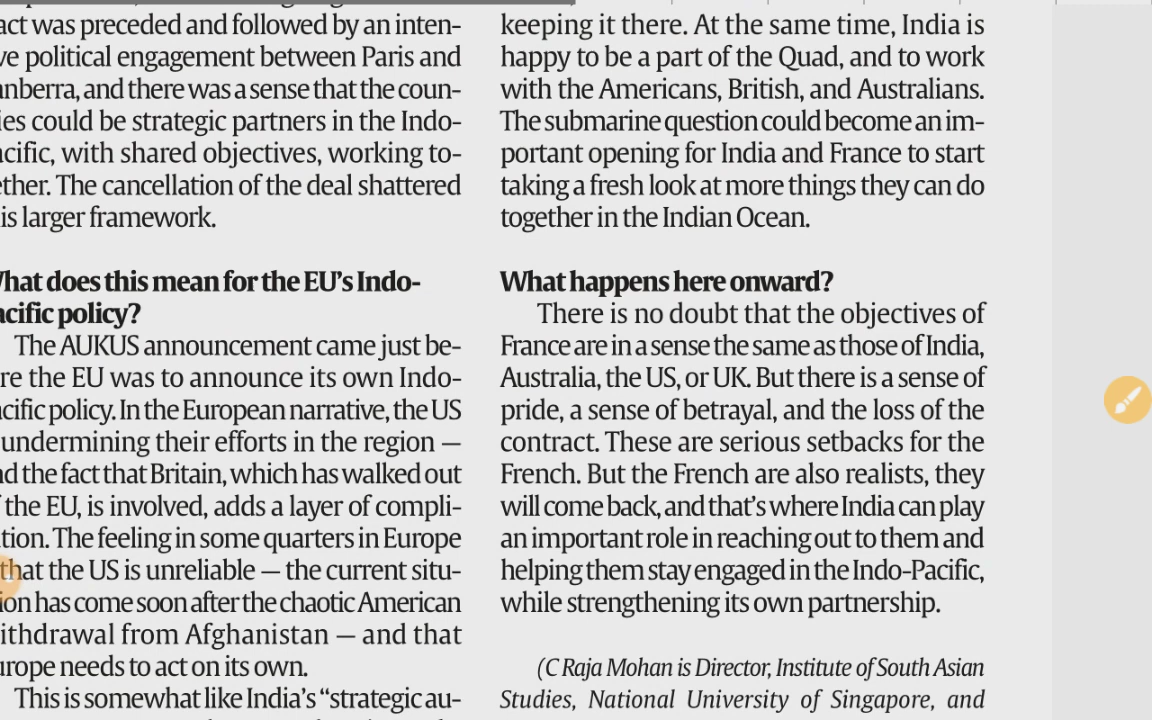 act was preceded and followed by an inten-
ve political engagement between Paris and
anberra, and there was a sense that the coun-
ies could be strategic partners in the Indo-
acific, with shared objectives, working to-
ether. The cancellation of the deal shattered
is larger framework.
What does this mean for the EU's Indo-
acific policy?
The AUKUS announcement came just be-
re the EU was to announce its own Indo-
acific policy. In the European narrative, the US
undermining their efforts in the region —
nd the fact that Britain, which has walked out
f the EU, is involved, adds a layer of compli-
tion. The feeling in some quarters in Europe
that the US is unreliable — the current situ-
ion has come soon after the chaotic American
ithdrawal from Afghanistan — and that
urope needs to act on its own.
This is somewhat like India's “strategic au-
keeping it there. At the same time, India is
happy to be a part of the Quad, and to work
with the Americans, British, and Australians.
The submarine question could become an im-
portant opening for India and France to start
taking a fresh look at more things they can do
together in the Indian Ocean.
What happens here onward?
There is no doubt that the objectives of
France are in a sense the same as those of India,
Australia, the US, or UK. But there is a sense of
pride, a sense of betrayal, and the loss of the
contract. These are serious setbacks for the
French. But the French are also realists, they
will come back, and that's where India can play
an important role in reaching out to them and
helping them stay engaged in the Indo-Pacific,
while strengthening its own partnership.
(C Raja Mohan is Director, Institute of South Asian
Studies, National University of Singapore, and